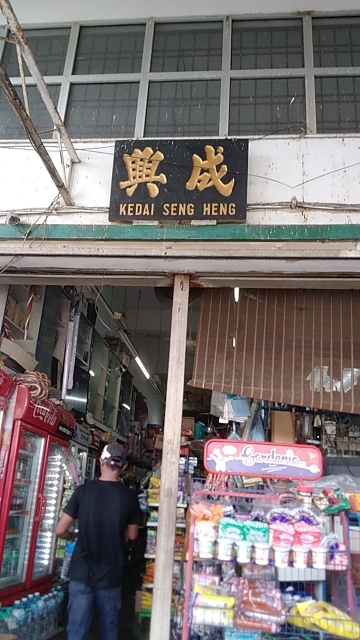 興 成
KEDAI SENG HENG
Gardenia